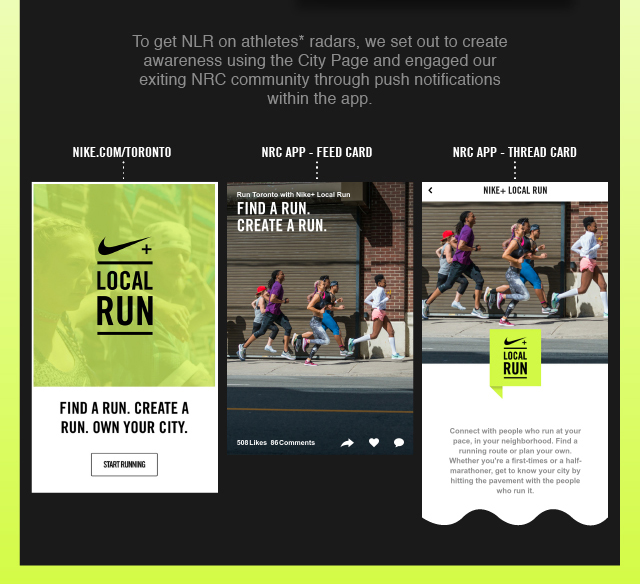 To get NLR on athletes* radars, we set out to create
awareness using the City Page and engaged our
exiting NRC community through push notifications
within the app.
NIKE.COM/TORONTO
NRC APP - FEED CARD
NRC APP - THREAD CARD
+
LOCAL
RUN
FIND A RUN. CREATE A
RUN. OWN YOUR CITY.
START RUNNING
Run Toronto with Nike+ Local Run
FIND A RUN.
CREATE A RUN.
508 Likes 86 Comments
NIKE+ LOCAL RUN
+
LOCAL
RUN
Connect with people who run at your
pace, in your neighborhood. Find a
running route or plan your own.
Whether you're a first-times or a half-
marathoner, get to know your city by
hitting the pavement with the people
who run it.